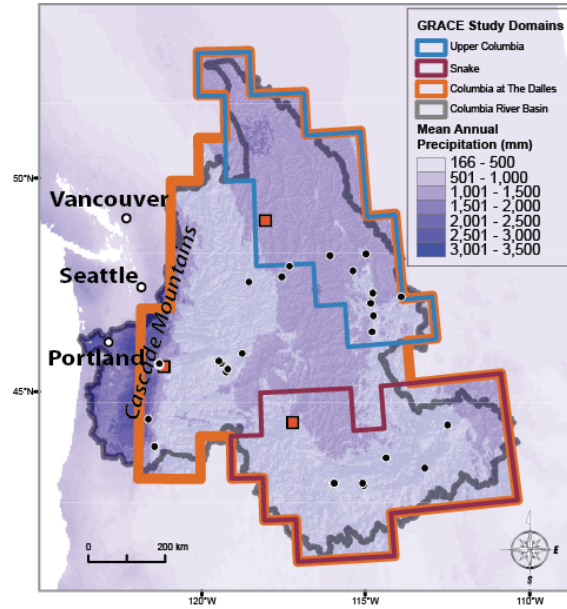 GRACE Study Domains
Upper Columbia
Snake
Columbia at The Dalles
Columbia River Basin
Mean Annual
Precipitation (mm)
166 - 500
501 - 1,000
1,001 - 1,500
1,501 - 2,000
2,001 - 2,500
2,501 - 3,000
3,001 - 3,500
50°N
Vancouver
Seattle
Cascade Mountains
Portland
45°N
0
200 km
E
S
120°W
115°W
110°W